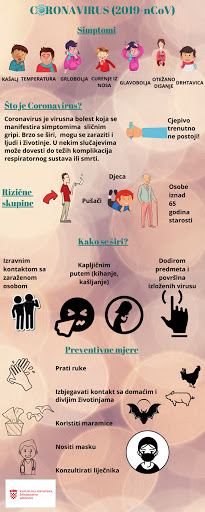 CORONAVIRUS (2019-nCoV)
Simptomi
KAŠALJ TEMPERATURA GRLOBOLJA CURENJE IZ NOSA GLAVOBOLJA OTEŽANO DISANJE DRHTAVICA
Što je Coronavirus?
Coronavirus je virusna bolest koja se
manifestira simptomima sličnim
gripi. Brzo se širi, mogu se zaraziti i
ljudi i životinje. U nekim slučajevima
može dovesti do težih komplikacija
respiratornog sustava ili smrti.
Cjepivo
trenutno
ne postoji!
Rizične
skupine
Djeca
Pušači
Osobe
iznad
65
godina
starosti
Kako se širi?
Izravnim
kontaktom sa
zaraženom
osobom
Kapljičnim
putem (kihanje,
kašljanje)
Dodirom
predmeta i
površina
izloženih virusu
Preventivne mjere
Prati ruke
Izbjegavati kontakt sa domaćim i
divljim životinjama
Koristiti maramice
Nositi masku
Konzultirati liječnika